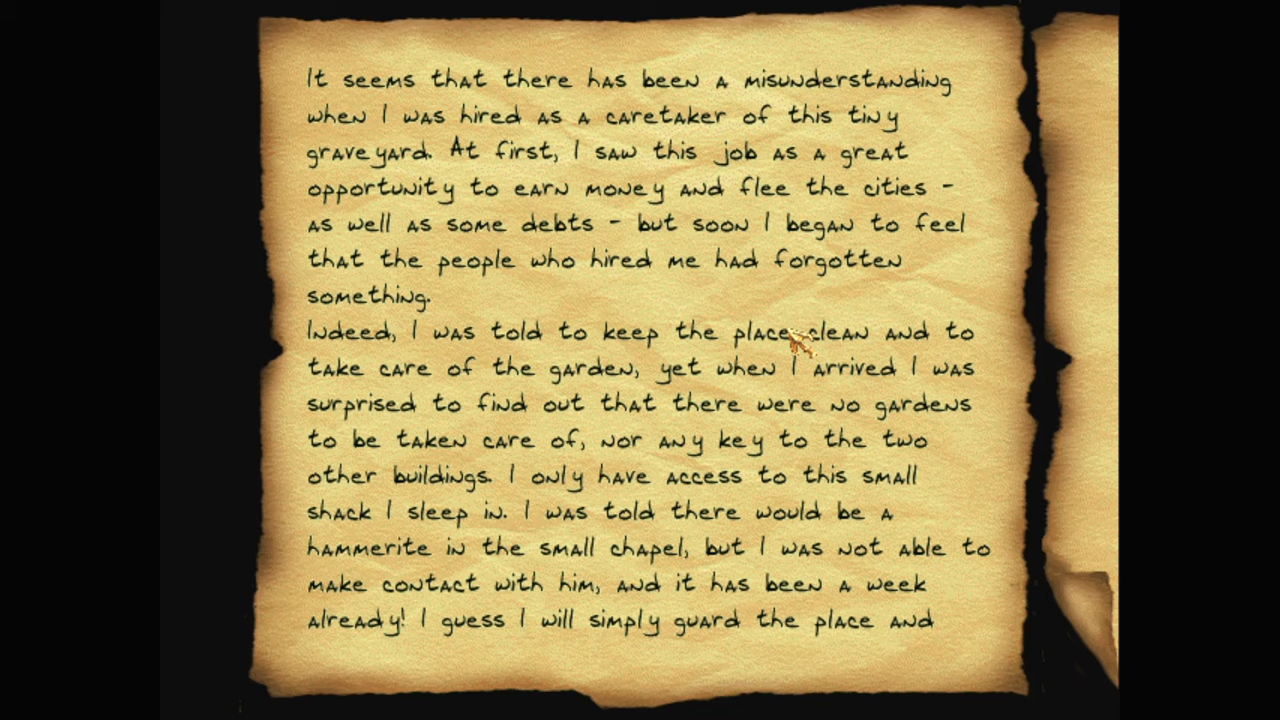 It seems that there has been a misunderstanding
when I was hired as a caretaker of this tiny
graveyard. At first, I saw this job as a great
opportunity to earn money and flee the cities -
as well as some debts - but soon I began to feel
that the people who hired me had forgotten
something.
Indeed, I was told to keep the place clean and to
take care of the garden, yet when I arrived I was
surprised to find out that there were no gardens
to be taken care of, nor any key to the two
other buildings. I only have access to this small
shack I sleep in. I was told there would be a
hammerite in the small chapel, but I was not able to
make contact with him, and it has been a week
already! I guess I will simply guard the place and